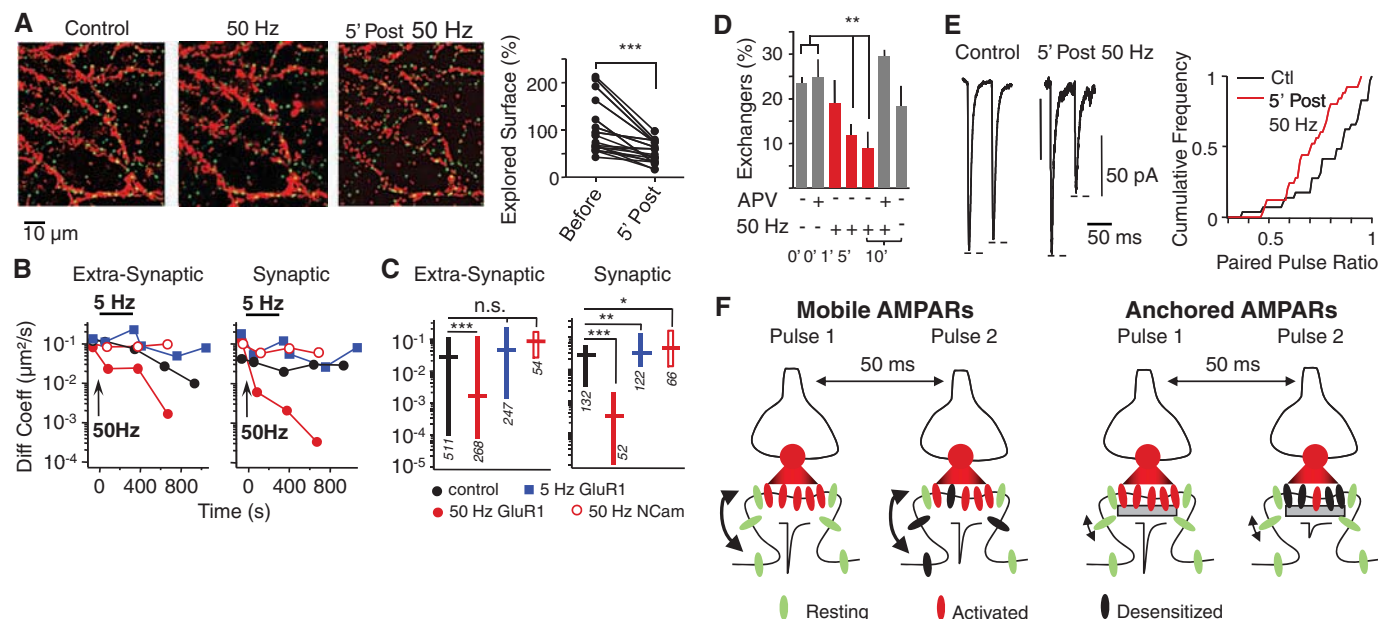 A
Control
50 Hz
5' Post 50 Hz
10 µm
Explored Surface (%)
200
100
0
***
Before
5' Post
B
Extra-Synaptic
Synaptic
5 Hz
5 Hz
Diff Coeff (µm²/s)
10⁻¹
10⁻²
10⁻³
10⁻⁴
50Hz
50Hz
0 400 800
0 400 800
Time (s)
C
Extra-Synaptic
Synaptic
n.s.
***
*
**
***
10⁻¹
10⁻²
10⁻³
10⁻⁴
10⁻⁵
511
268
247
54
132
52
122
66
control
5 Hz GluR1
50 Hz GluR1
50 Hz NCam
D
**
Exchangers (%)
30
20
10
0
APV - + - - - + -
50 Hz - - + + + + -
0' 0' 1' 5' 10'
E
Control
5' Post 50 Hz
50 pA
50 ms
Cumulative Frequency
1
0
Ctl
5' Post
50 Hz
0.5
1
Paired Pulse Ratio
F
Mobile AMPARs
Anchored AMPARs
Pulse 1
Pulse 2
Pulse 1
Pulse 2
50 ms
50 ms
Resting
Activated
Desensitized